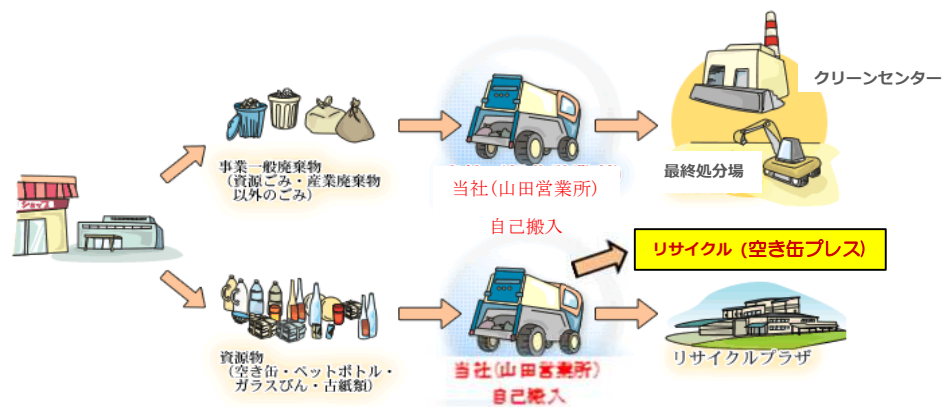 クリーンセンター
事業一般廃棄物
（資源ごみ・産業廃棄物
以外のごみ）
当社(山田営業所)
自己搬入
最終処分場
リサイクル (空き缶プレス)
資源物
（空き缶・ペットボトル・
ガラスびん・古紙類）
当社(山田営業所)
自己搬入
リサイクルプラザ